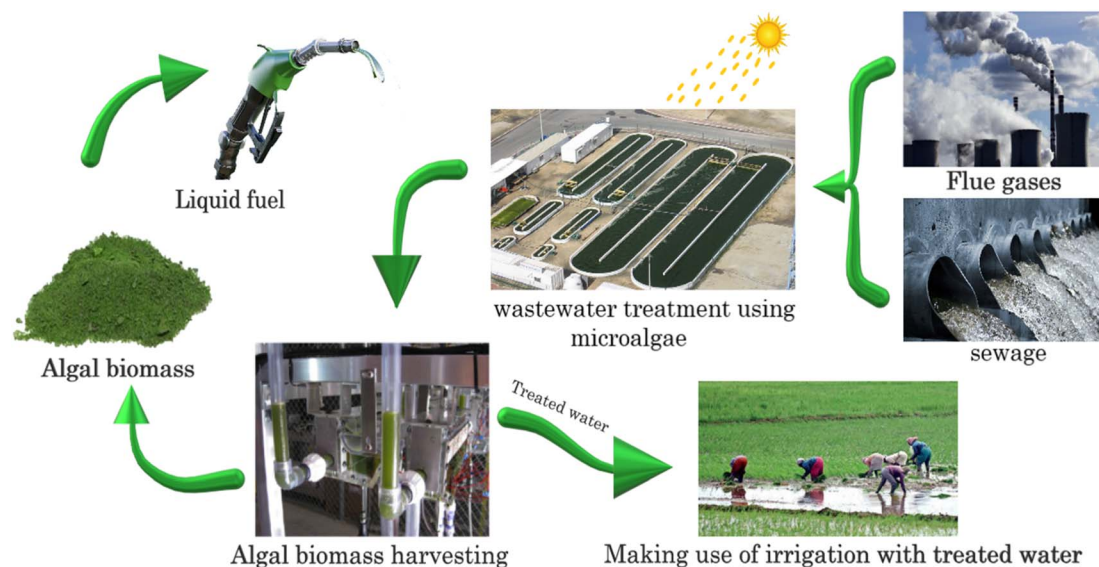 Flue gases
Liquid fuel
wastewater treatment using
microalgae
sewage
Algal biomass
Treated water
Algal biomass harvesting
Making use of irrigation with treated water